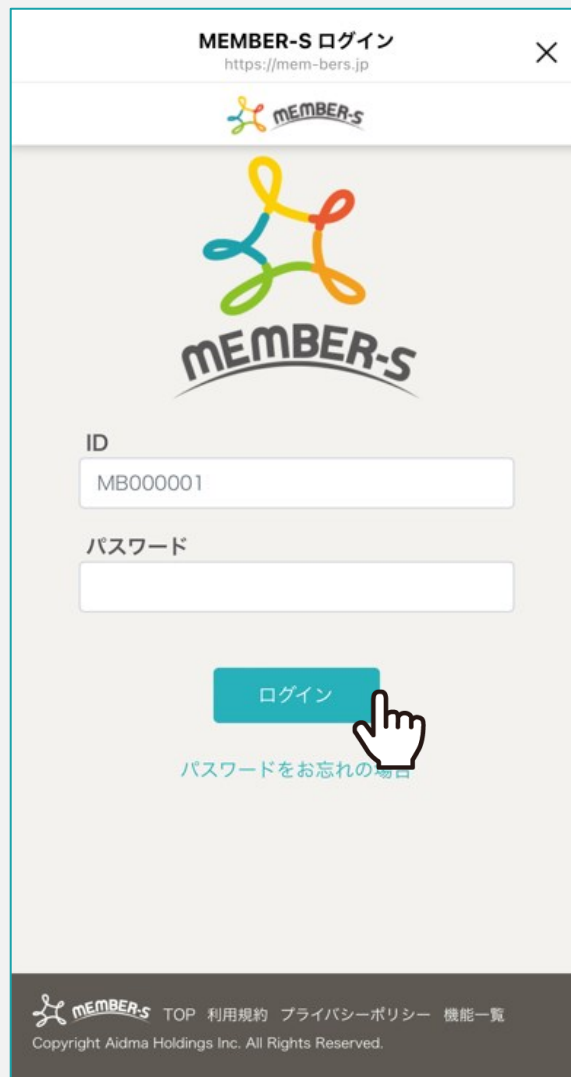 MEMBER-S ログイン
https://mem-bers.jp
MEMBER-S
MEMBER-S
ID
MB000001
パスワード
ログイン
パスワードをお忘れの場合
MEMBER-S TOP 利用規約 プライバシーポリシー 機能一覧
Copyright Aidma Holdings Inc. All Rights Reserved.